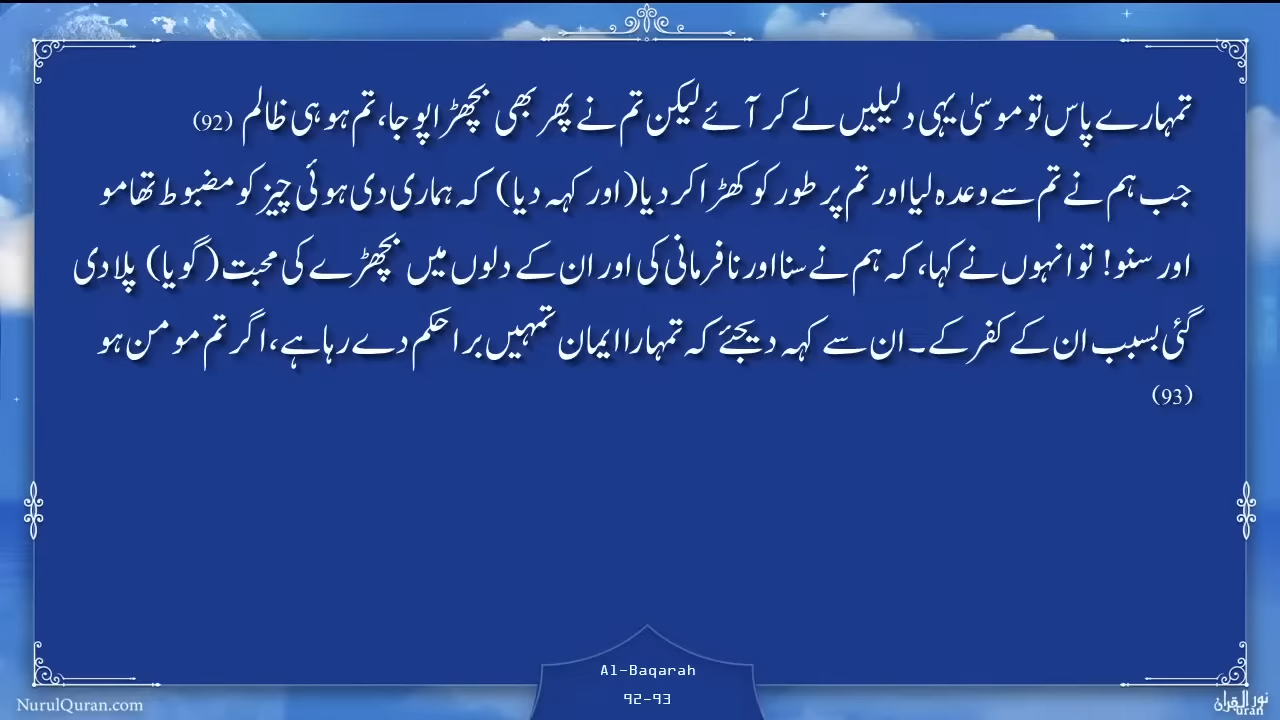 تمہارے پاس تو موسیٰ یہی دلیلیں لے کر آئے لیکن تم نے پھر بھی بچھڑا پوجا، تم ہو ہی ظالم (92)
جب ہم نے تم سے وعدہ لیا اور تم پر طور کو کھڑا کردیا (اور کہہ دیا) کہ ہماری دی ہوئی چیز کو مضبوط تھامو
اور سنو! تو انہوں نے کہا، کہ ہم نے سنا اور نافرمانی کی اور ان کے دلوں میں بچھڑے کی محبت (گویا) پلا دی
گئی بسبب ان کے کفر کے۔ ان سے کہہ دیجئے کہ تمہارا ایمان تمہیں برا حکم دے رہا ہے، اگر تم مومن ہو
(93)
Al-Baqarah
92-93
NurulQuran.com
نور القرآن